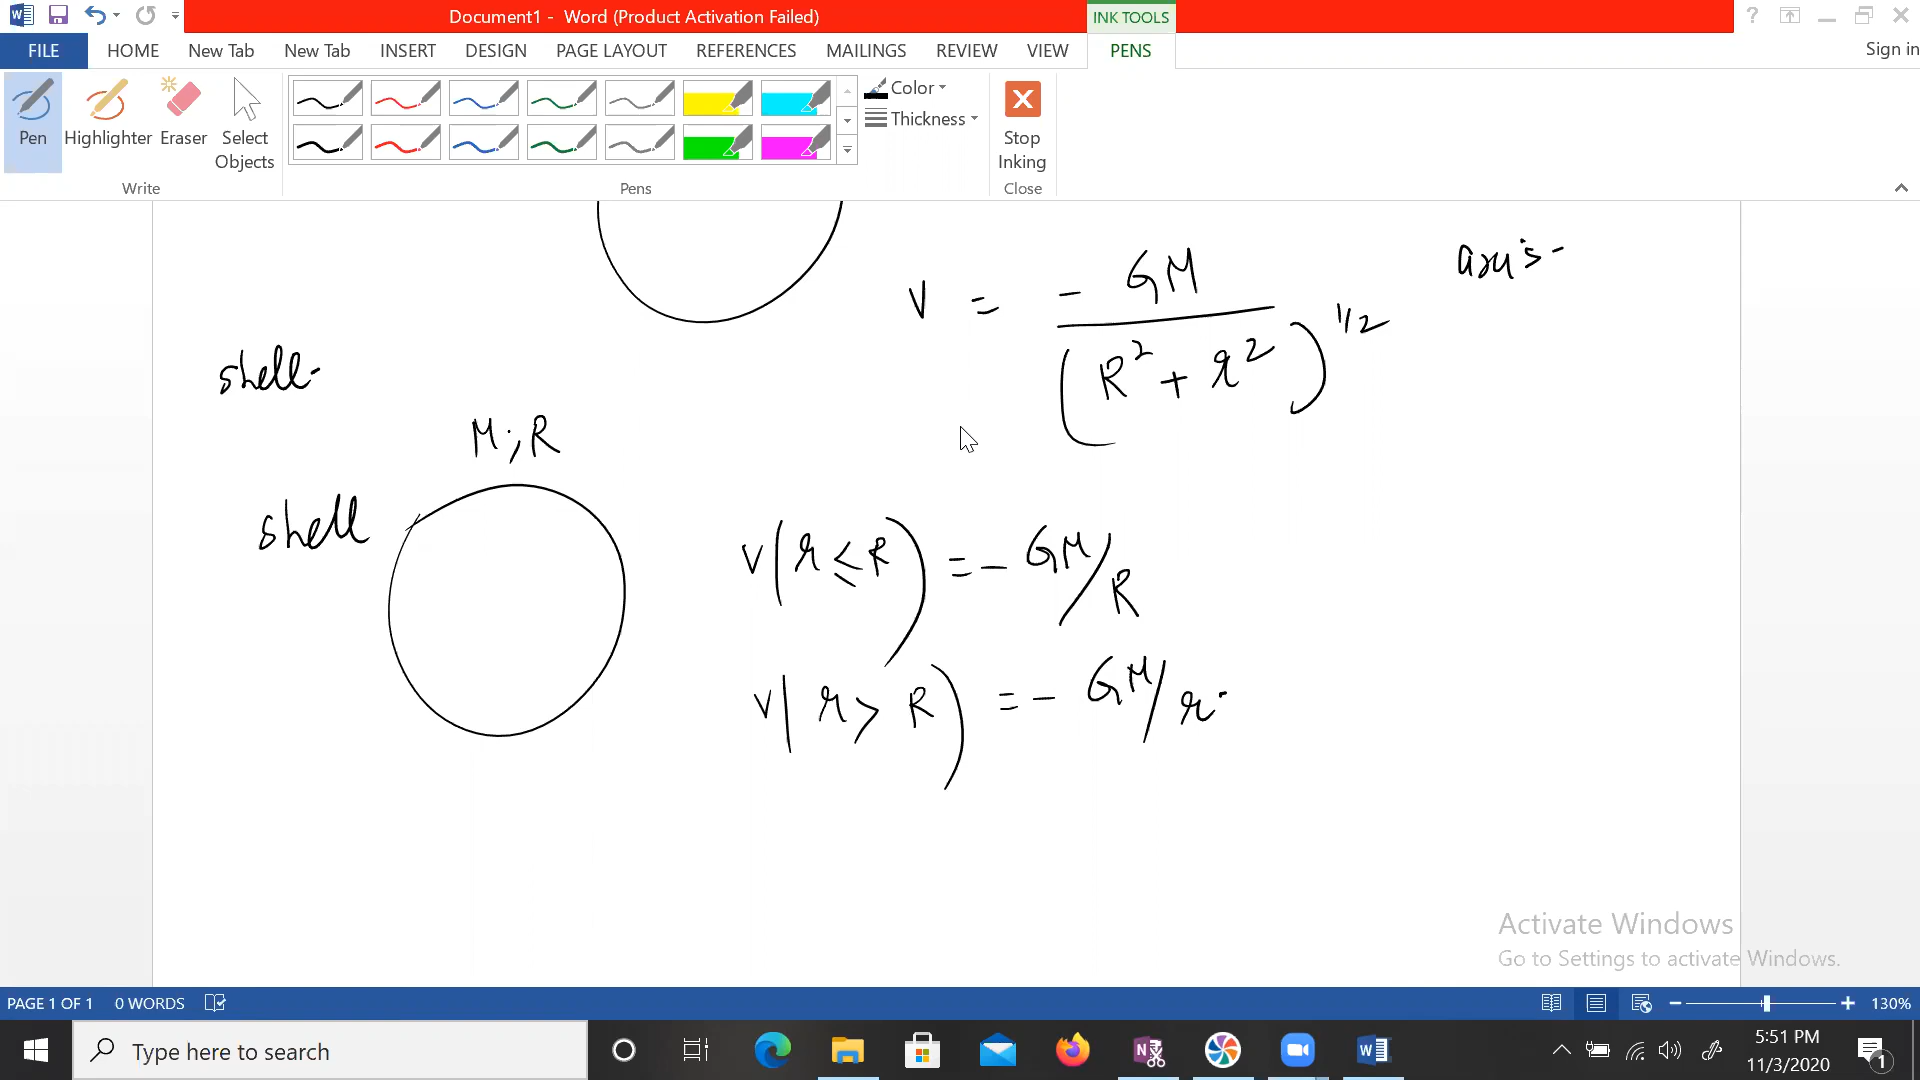 Document1 - Word (Product Activation Failed)
INK TOOLS
?
FILE HOME New Tab New Tab INSERT DESIGN PAGE LAYOUT REFERENCES MAILINGS REVIEW VIEW PENS
Sign in
Pen Highlighter Eraser Select Objects
Color
Thickness
Stop Inking
Write Pens Close
V = - GM / (R² + r²)^1/2
axis -
shell -
M ; R
shell
V(r ≤ R) = - GM/R
V(r > R) = - GM/r
Activate Windows
Go to Settings to activate Windows.
PAGE 1 OF 1 0 WORDS
130%
Type here to search
5:51 PM
11/3/2020
1